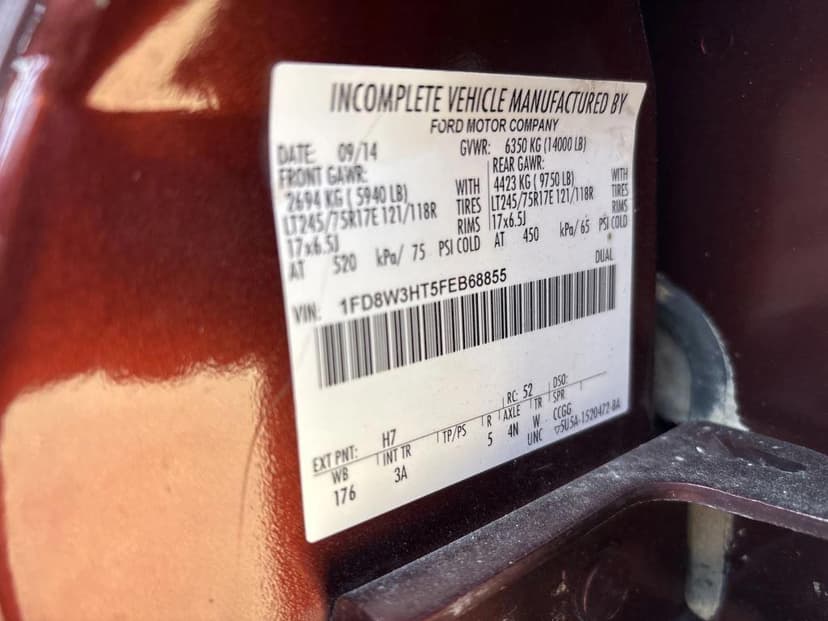 INCOMPLETE VEHICLE MANUFACTURED BY
FORD MOTOR COMPANY
DATE: 09/14 GVWR: 6350 KG (14000 LB)
FRONT GAWR: REAR GAWR:
2694 KG ( 5940 LB) WITH 4423 KG ( 9750 LB) WITH
LT245/75R17E 121/118R TIRES LT245/75R17E 121/118R TIRES
17x6.5J RIMS 17x6.5J RIMS
AT 520 kPa/ 75 PSI COLD AT 450 kPa/ 65 PSI COLD
DUAL
VIN: 1FD8W3HT5FEB68855
EXT PNT: H7 RC: 52 DSO:
WB INT TR TP/PS R AXLE TR SPR
176 3A 5 4N W CCGG
UNC ▽5U5A-1520472-BA